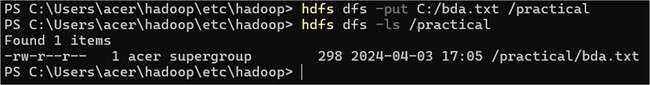 PS C:\Users\acer\hadoop\etc\hadoop> hdfs dfs -put C:/bda.txt /practical
PS C:\Users\acer\hadoop\etc\hadoop> hdfs dfs -ls /practical
Found 1 items
-rw-r--r--   1 acer supergroup        298 2024-04-03 17:05 /practical/bda.txt
PS C:\Users\acer\hadoop\etc\hadoop>